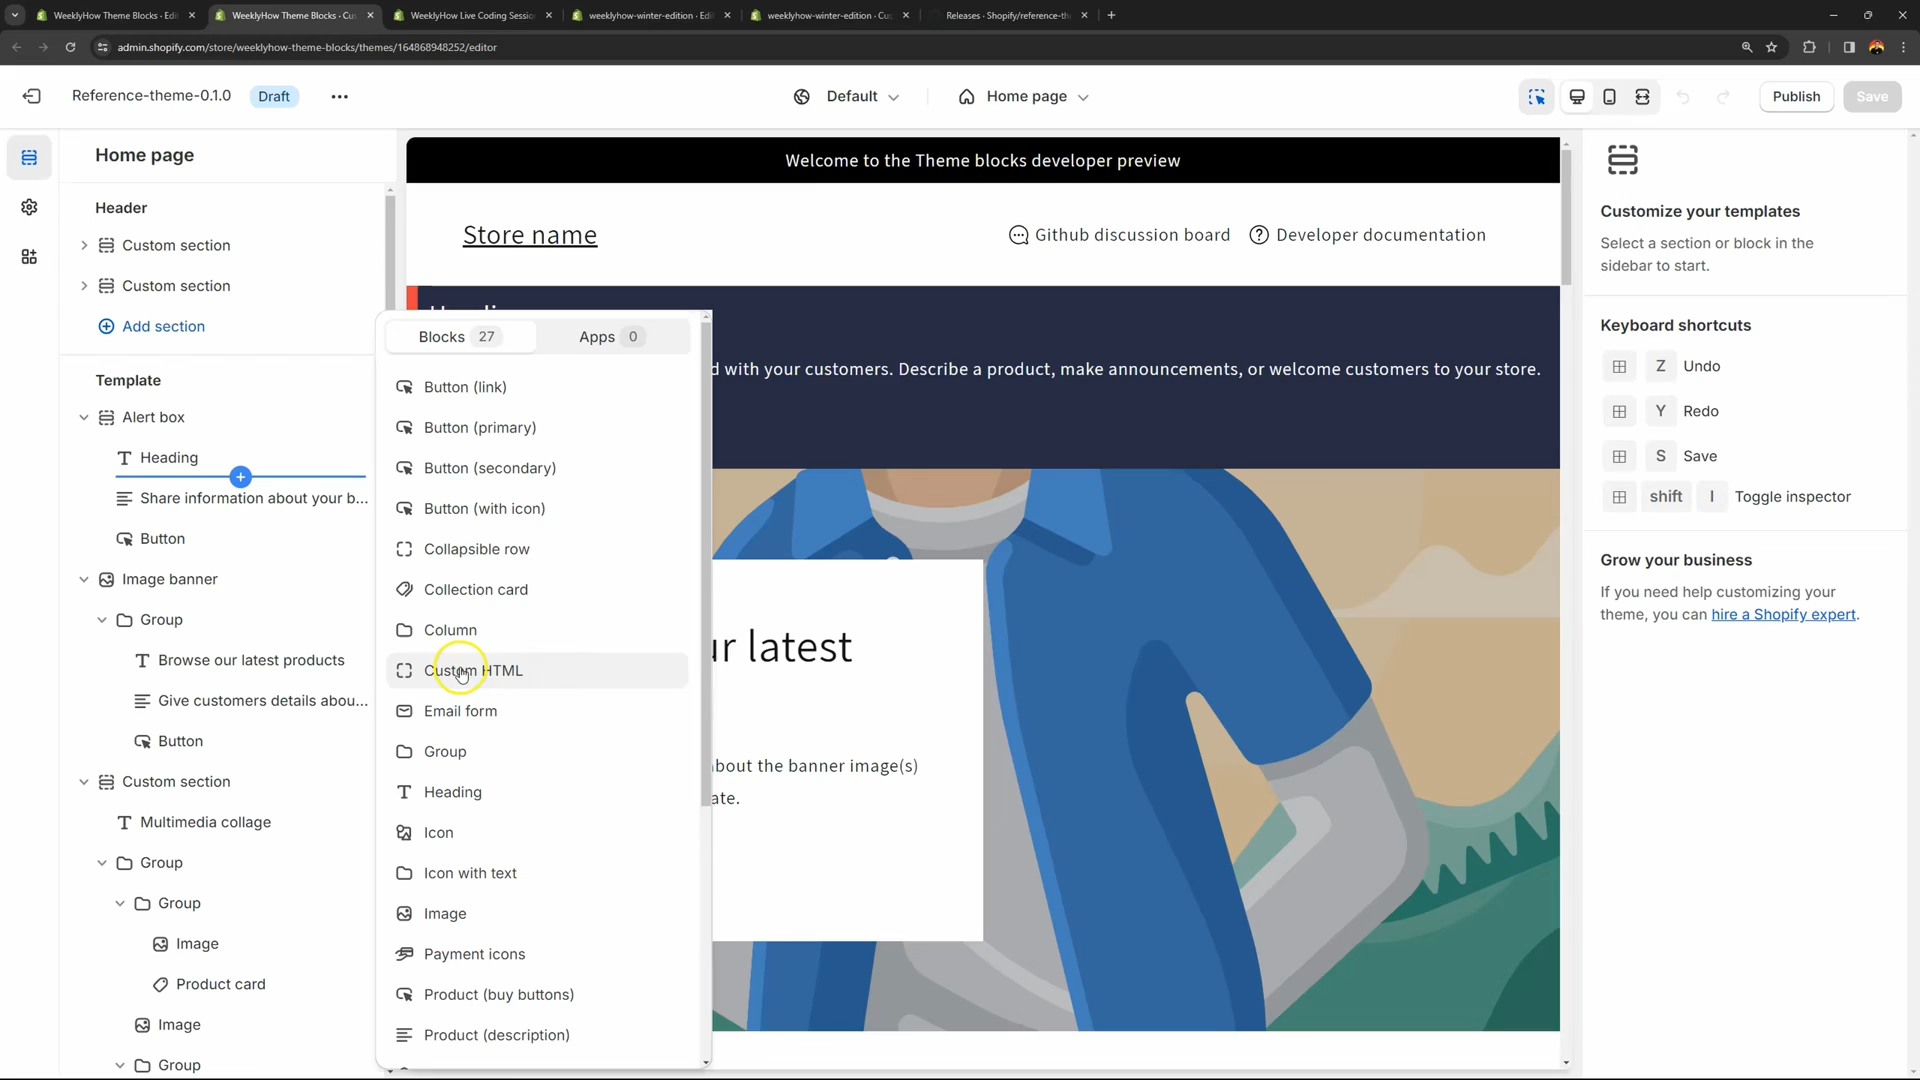 WeeklyHow Theme Blocks · Edi
WeeklyHow Theme Blocks · Cus
WeeklyHow Live Coding Sessio
weeklyhow-winter-edition · Edi
weeklyhow-winter-edition · Cus
Releases · Shopify/reference-th
admin.shopify.com/store/weeklyhow-theme-blocks/themes/164868948252/editor
Reference-theme-0.1.0
Draft
Default
Home page
Publish
Save
Home page
Header
Custom section
Custom section
Add section
Template
Alert box
Heading
Share information about your b...
Button
Image banner
Group
Browse our latest products
Give customers details abou...
Button
Custom section
Multimedia collage
Group
Group
Image
Product card
Image
Group
Blocks 27
Apps 0
Button (link)
Button (primary)
Button (secondary)
Button (with icon)
Collapsible row
Collection card
Column
Custom HTML
Email form
Group
Heading
Icon
Icon with text
Image
Payment icons
Product (buy buttons)
Product (description)
Welcome to the Theme blocks developer preview
Store name
Github discussion board
Developer documentation
d with your customers. Describe a product, make announcements, or welcome customers to your store.
ur latest
bout the banner image(s)
ate.
Customize your templates
Select a section or block in the
sidebar to start.
Keyboard shortcuts
Z Undo
Y Redo
S Save
shift I Toggle inspector
Grow your business
If you need help customizing your
theme, you can hire a Shopify expert.